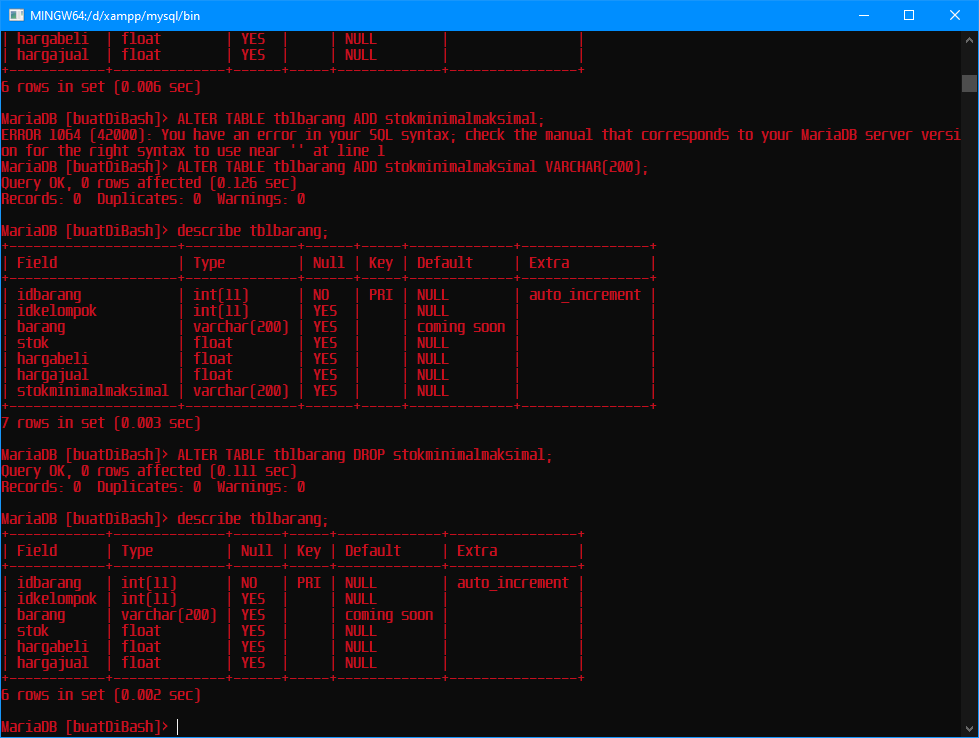 MINGW64:/d/xampp/mysql/bin
| hargabeli  | float        | YES  |     | NULL        |                |
| hargajual  | float        | YES  |     | NULL        |                |
+------------+--------------+------+-----+-------------+----------------+
6 rows in set (0.006 sec)
MariaDB [buatDiBash]> ALTER TABLE tblbarang ADD stokminimalmaksimal;
ERROR 1064 (42000): You have an error in your SQL syntax; check the manual that corresponds to your MariaDB server versi
on for the right syntax to use near '' at line 1
MariaDB [buatDiBash]> ALTER TABLE tblbarang ADD stokminimalmaksimal VARCHAR(200);
Query OK, 0 rows affected (0.126 sec)
Records: 0  Duplicates: 0  Warnings: 0
MariaDB [buatDiBash]> describe tblbarang;
+---------------------+--------------+------+-----+-------------+----------------+
| Field               | Type         | Null | Key | Default     | Extra          |
+---------------------+--------------+------+-----+-------------+----------------+
| idbarang            | int(11)      | NO   | PRI | NULL        | auto_increment |
| idkelompok          | int(11)      | YES  |     | NULL        |                |
| barang              | varchar(200) | YES  |     | coming soon |                |
| stok                | float        | YES  |     | NULL        |                |
| hargabeli           | float        | YES  |     | NULL        |                |
| hargajual           | float        | YES  |     | NULL        |                |
| stokminimalmaksimal | varchar(200) | YES  |     | NULL        |                |
+---------------------+--------------+------+-----+-------------+----------------+
7 rows in set (0.003 sec)
MariaDB [buatDiBash]> ALTER TABLE tblbarang DROP stokminimalmaksimal;
Query OK, 0 rows affected (0.111 sec)
Records: 0  Duplicates: 0  Warnings: 0
MariaDB [buatDiBash]> describe tblbarang;
+------------+--------------+------+-----+-------------+----------------+
| Field      | Type         | Null | Key | Default     | Extra          |
+------------+--------------+------+-----+-------------+----------------+
| idbarang   | int(11)      | NO   | PRI | NULL        | auto_increment |
| idkelompok | int(11)      | YES  |     | NULL        |                |
| barang     | varchar(200) | YES  |     | coming soon |                |
| stok       | float        | YES  |     | NULL        |                |
| hargabeli  | float        | YES  |     | NULL        |                |
| hargajual  | float        | YES  |     | NULL        |                |
+------------+--------------+------+-----+-------------+----------------+
6 rows in set (0.002 sec)
MariaDB [buatDiBash]>